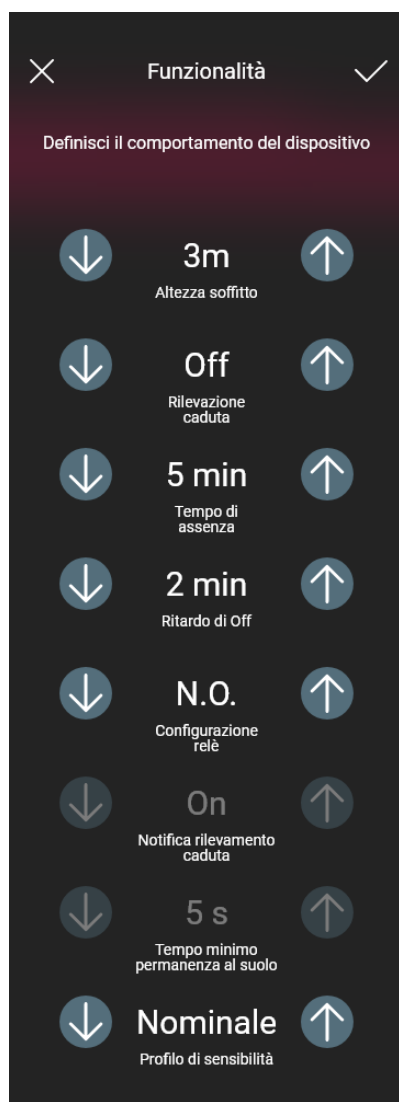 Funzionalità
Definisci il comportamento del dispositivo
3m
Altezza soffitto
Off
Rilevazione
caduta
5 min
Tempo di
assenza
2 min
Ritardo di Off
N.O.
Configurazione
relè
On
Notifica rilevamento
caduta
5 s
Tempo minimo
permanenza al suolo
Nominale
Profilo di sensibilità